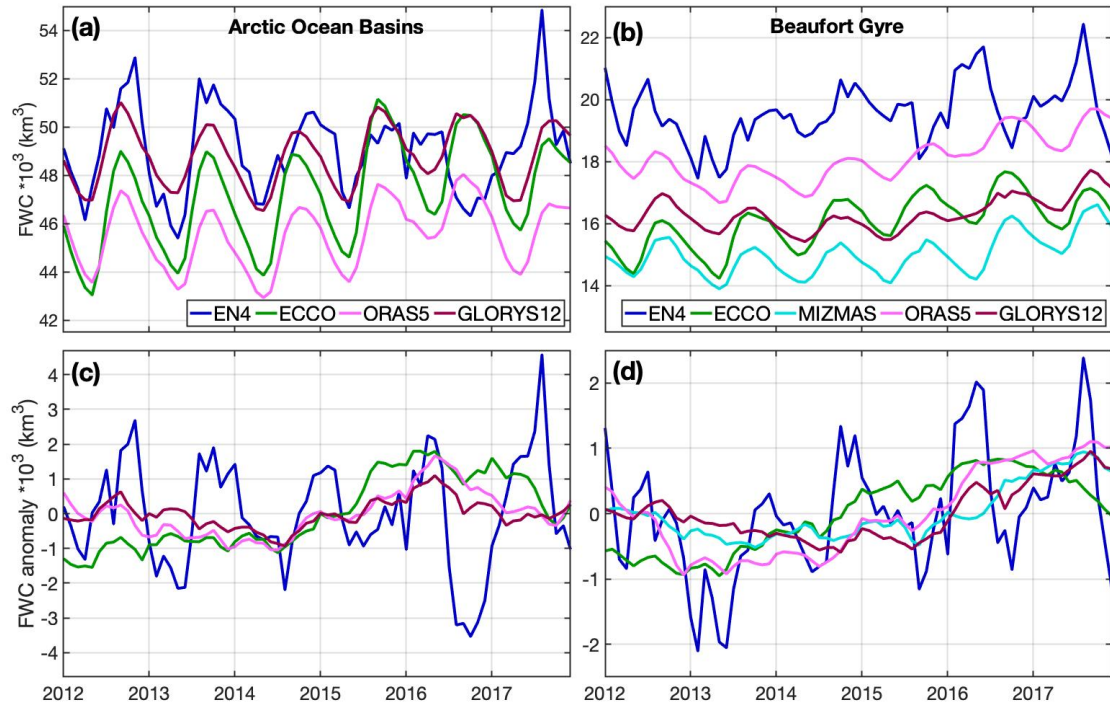 (a) Arctic Ocean Basins
FWC *10³ (km³)
54
52
50
48
46
44
42
EN4 ECCO ORAS5 GLORYS12
(b) Beaufort Gyre
22
20
18
16
14
EN4 ECCO MIZMAS ORAS5 GLORYS12
(c)
FWC anomaly *10³ (km³)
4
3
2
1
0
-1
-2
-3
-4
2012 2013 2014 2015 2016 2017
(d)
2
1
0
-1
-2
2012 2013 2014 2015 2016 2017